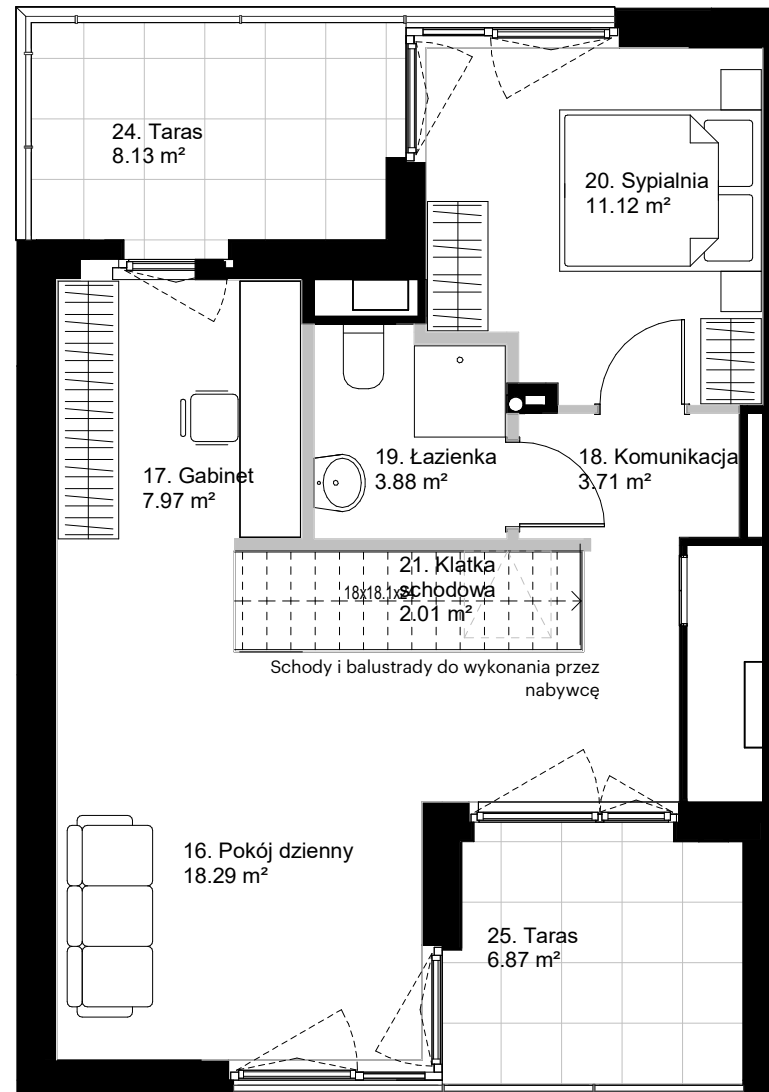 24. Taras
8.13 m²
20. Sypialnia
11.12 m²
17. Gabinet
7.97 m²
19. Łazienka
3.88 m²
18. Komunikacja
3.71 m²
21. Klatka
schodowa
2.01 m²
Schody i balustrady do wykonania przez
nabywcę
16. Pokój dzienny
18.29 m²
25. Taras
6.87 m²